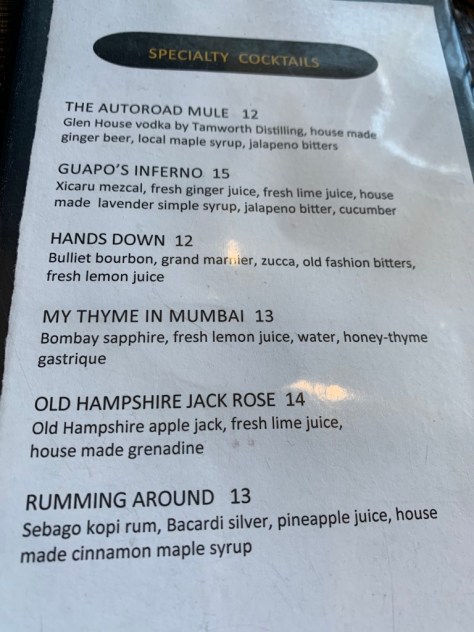 SPECIALTY COCKTAILS
THE AUTOROAD MULE 12
Glen House vodka by Tamworth Distilling, house made
ginger beer, local maple syrup, jalapeno bitters
GUAPO'S INFERNO 15
Xicaru mezcal, fresh ginger juice, fresh lime juice, house
made lavender simple syrup, jalapeno bitter, cucumber
HANDS DOWN 12
Bulliet bourbon, grand marnier, zucca, old fashion bitters,
fresh lemon juice
MY THYME IN MUMBAI 13
Bombay sapphire, fresh lemon juice, water, honey-thyme
gastrique
OLD HAMPSHIRE JACK ROSE 14
Old Hampshire apple jack, fresh lime juice,
house made grenadine
RUMMING AROUND 13
Sebago kopi rum, Bacardi silver, pineapple juice, house
made cinnamon maple syrup